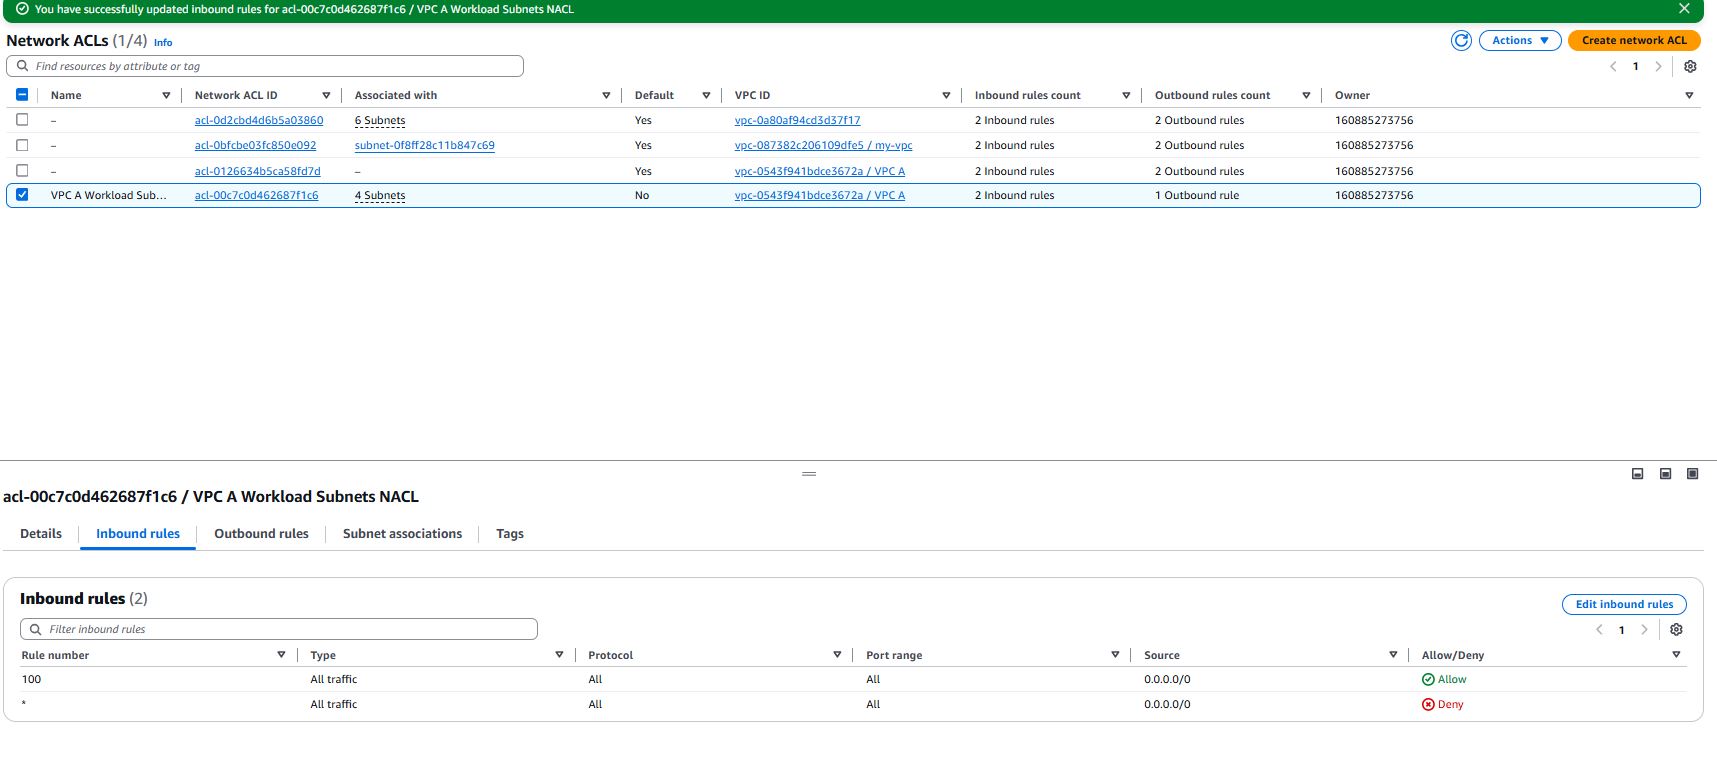 You have successfully updated inbound rules for acl-00c7c0d462687f1c6 / VPC A Workload Subnets NACL
Network ACLs (1/4) Info
Actions Create network ACL
Find resources by attribute or tag
1
Name Network ACL ID Associated with Default VPC ID Inbound rules count Outbound rules count Owner
– acl-0d2cbd4d6b5a03860 6 Subnets Yes vpc-0a80af94cd3d37f17 2 Inbound rules 2 Outbound rules 160885273756
– acl-0bfcbe03fc850e092 subnet-0f8ff28c11b847c69 Yes vpc-087382c206109dfe5 / my-vpc 2 Inbound rules 2 Outbound rules 160885273756
– acl-0126634b5ca58fd7d – Yes vpc-0543f941bdce3672a / VPC A 2 Inbound rules 2 Outbound rules 160885273756
VPC A Workload Sub... acl-00c7c0d462687f1c6 4 Subnets No vpc-0543f941bdce3672a / VPC A 2 Inbound rules 1 Outbound rule 160885273756
acl-00c7c0d462687f1c6 / VPC A Workload Subnets NACL
Details Inbound rules Outbound rules Subnet associations Tags
Inbound rules (2)
Edit inbound rules
Filter inbound rules
1
Rule number Type Protocol Port range Source Allow/Deny
100 All traffic All All 0.0.0.0/0 Allow
* All traffic All All 0.0.0.0/0 Deny